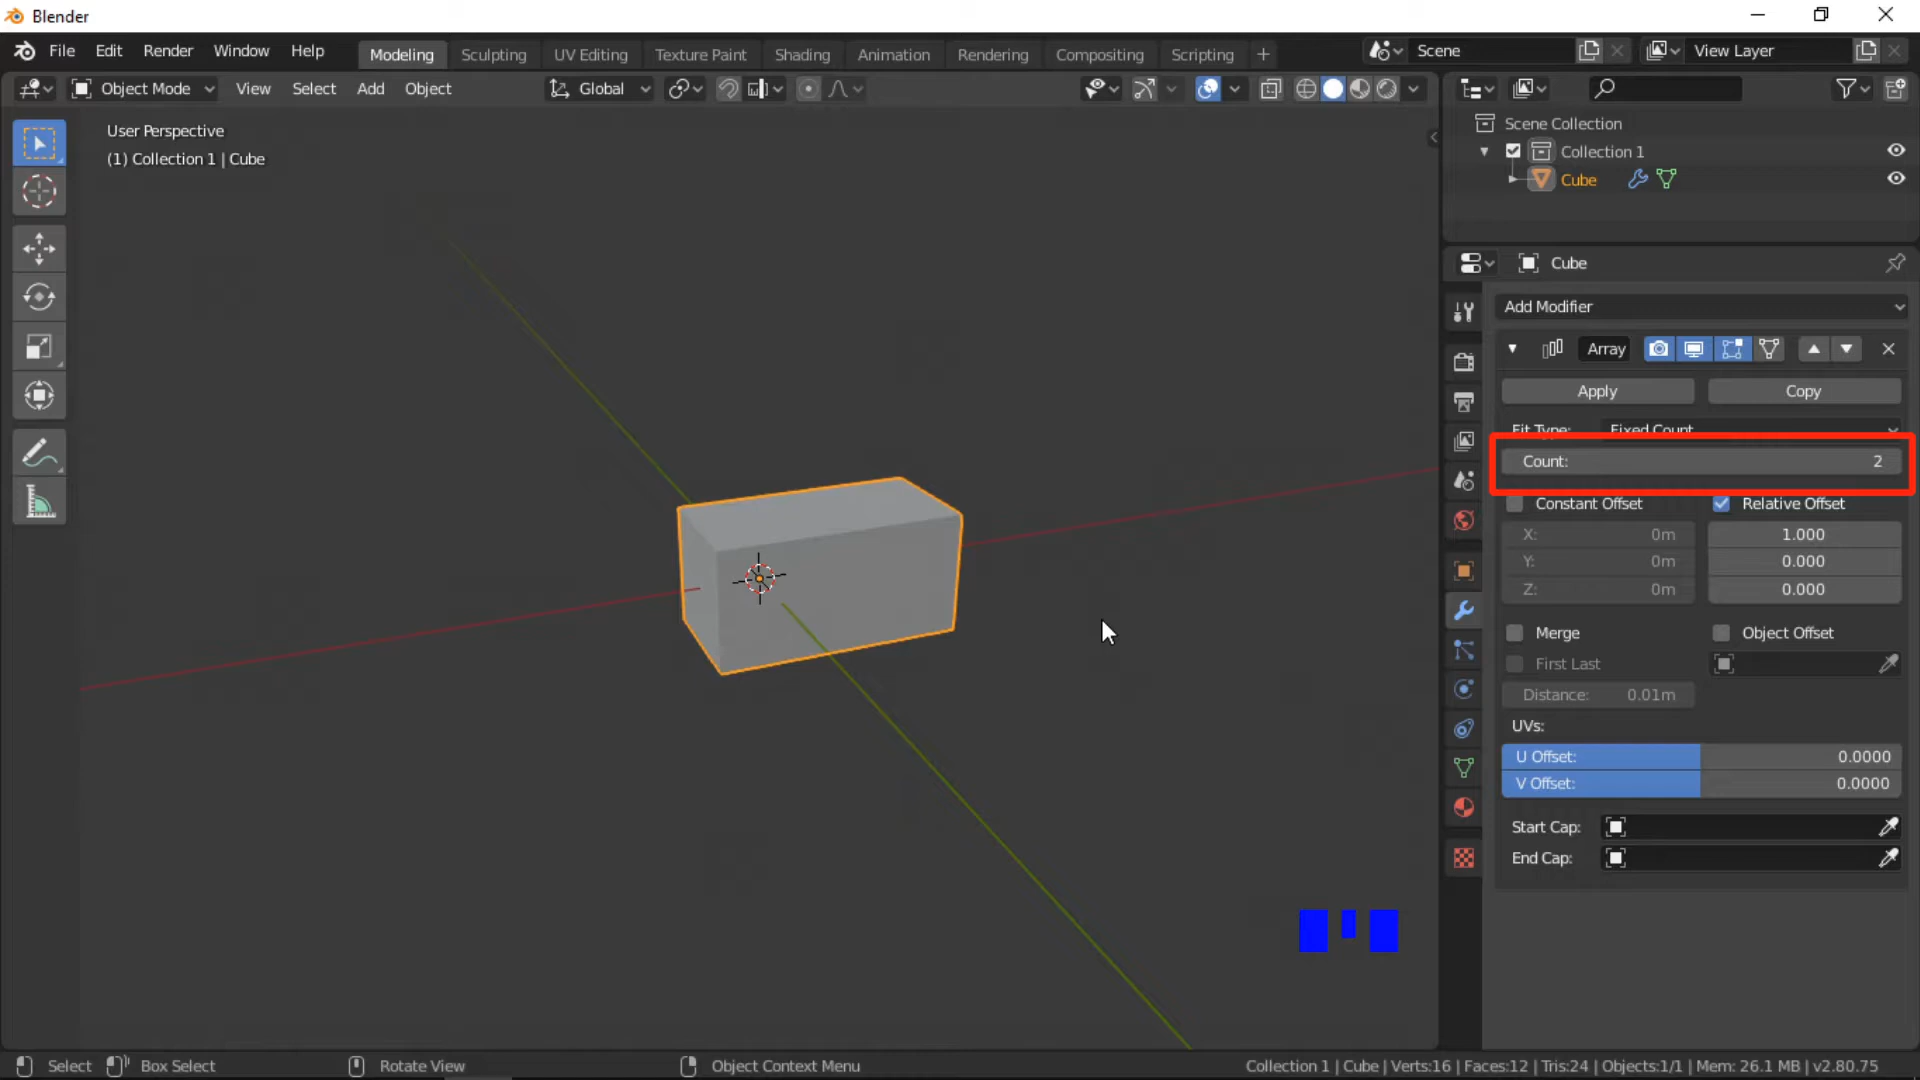 Blender
File Edit Render Window Help Modeling Sculpting UV Editing Texture Paint Shading Animation Rendering Compositing Scripting + Scene View Layer
Object Mode View Select Add Object Global
User Perspective
(1) Collection 1 | Cube
Scene Collection
Collection 1
Cube
Cube
Add Modifier
Array
Apply Copy
Fit Type: Fixed Count
Count: 2
Constant Offset Relative Offset
X: 0m 1.000
Y: 0m 0.000
Z: 0m 0.000
Merge Object Offset
First Last
Distance: 0.01m
UVs:
U Offset: 0.0000
V Offset: 0.0000
Start Cap:
End Cap:
Select Box Select Rotate View Object Context Menu Collection 1 | Cube | Verts:16 | Faces:12 | Tris:24 | Objects:1/1 | Mem: 26.1 MB | v2.80.75